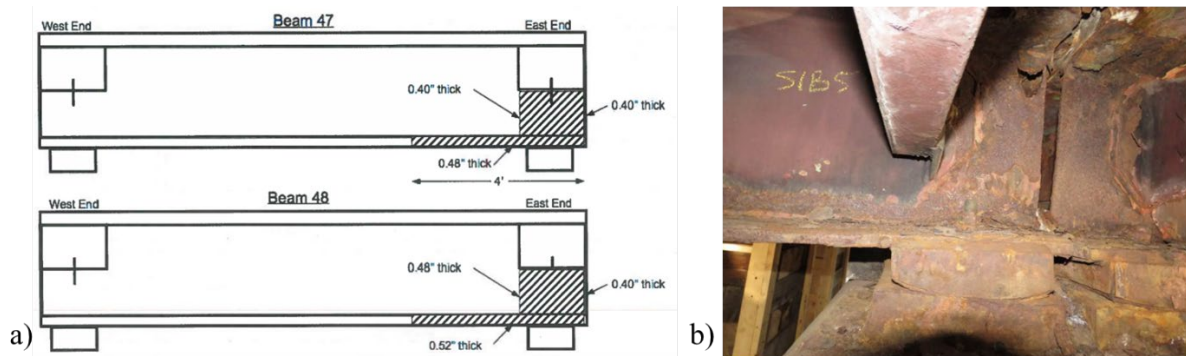 Beam 47
West End
East End
0.40" thick
0.40" thick
0.48" thick
4'
Beam 48
West End
East End
0.48" thick
0.40" thick
0.52" thick
a)
S1B5
b)